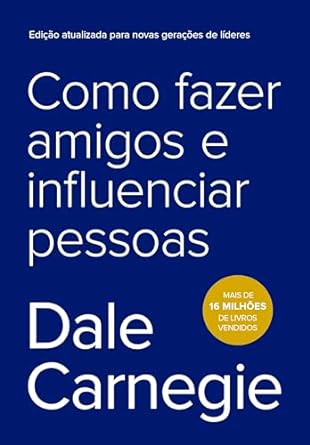 Edição atualizada para novas gerações de líderes
Como fazer
amigos e
influenciar
pessoas
MAIS DE
16 MILHÕES
DE LIVROS
VENDIDOS
Dale
Carnegie